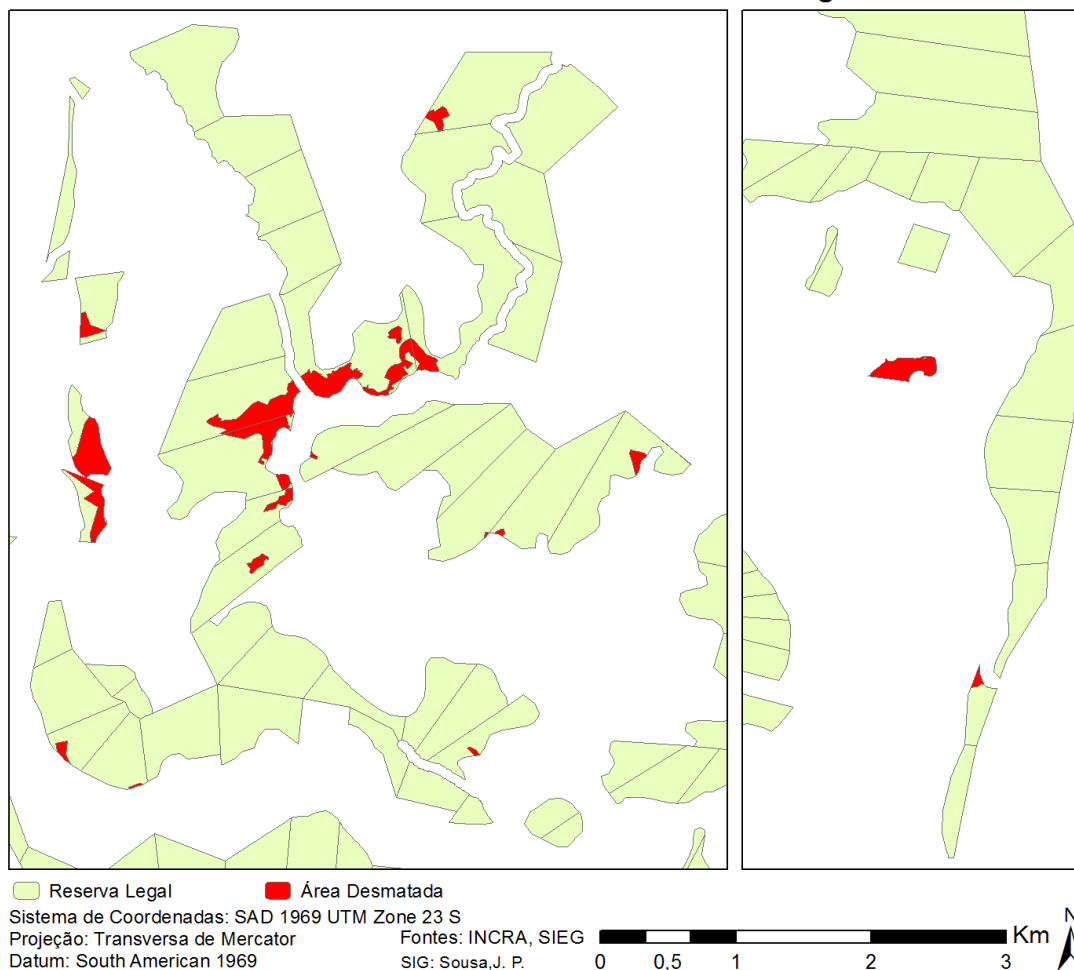 Reserva Legal
Área Desmatada
Sistema de Coordenadas: SAD 1969 UTM Zone 23 S
Projeção: Transversa de Mercator
Datum: South American 1969
Fontes: INCRA, SIEG
SIG: Sousa,J. P.
0 0,5 1 2 3 Km
N